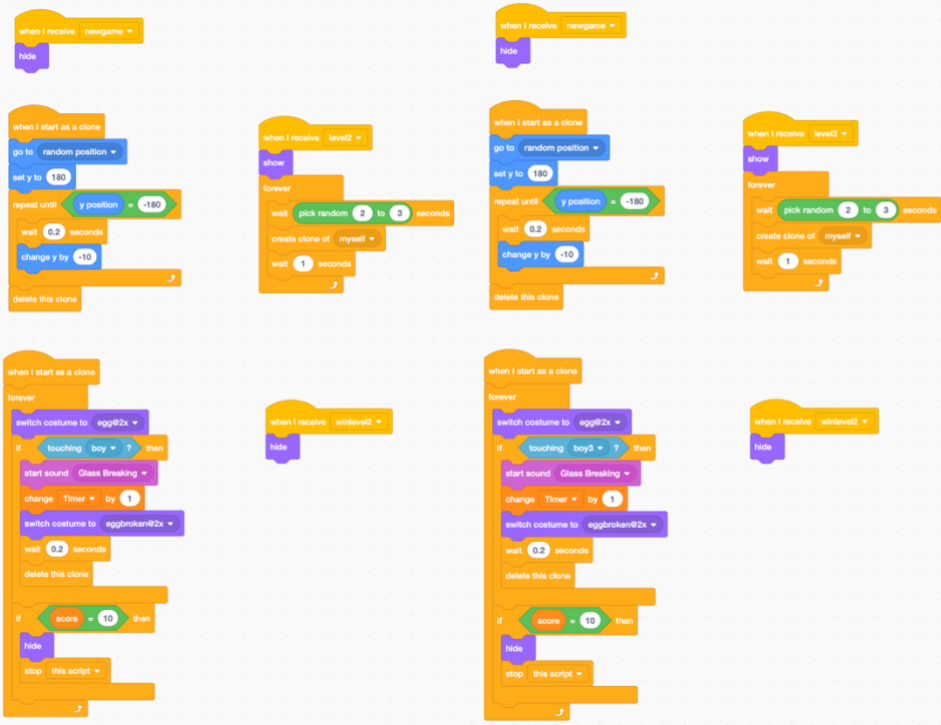 when I receive newgame
hide
when I start as a clone
go to random position
set y to 180
repeat until y position = -180
wait 0.2 seconds
change y by -10
delete this clone
when I receive level2
show
forever
wait pick random 2 to 3 seconds
create clone of myself
wait 1 seconds
when I start as a clone
forever
switch costume to egg@2x
if touching boy ? then
start sound Glass Breaking
change Timer by 1
switch costume to eggbroken@2x
wait 0.2 seconds
delete this clone
if score = 10 then
hide
stop this script
when I receive winlevel2
hide
when I receive newgame
hide
when I start as a clone
go to random position
set y to 180
repeat until y position = -180
wait 0.2 seconds
change y by -10
delete this clone
when I receive level3
show
forever
wait pick random 2 to 3 seconds
create clone of myself
wait 1 seconds
when I start as a clone
forever
switch costume to egg@2x
if touching boy3 ? then
start sound Glass Breaking
change Timer by 1
switch costume to eggbroken@2x
wait 0.2 seconds
delete this clone
if score = 10 then
hide
stop this script
when I receive winlevel2
hide